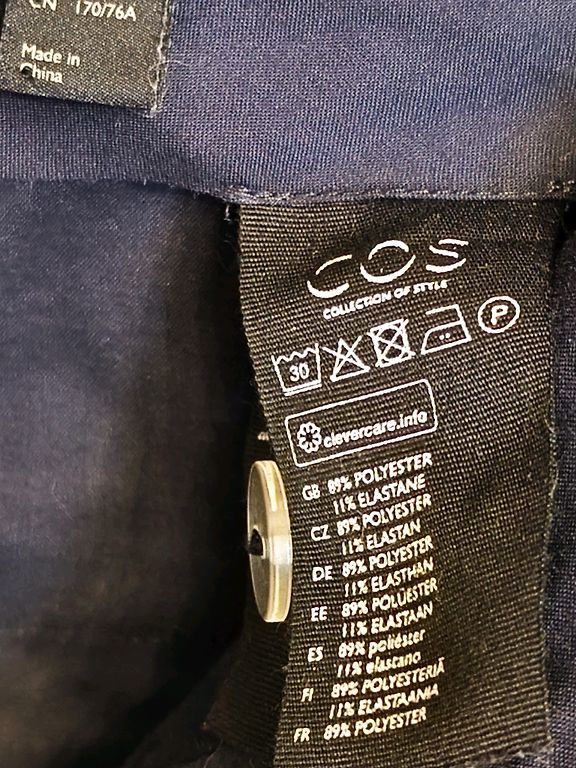 CN 170/76A
Made in
China
COS
COLLECTION OF STYLE
30
P
clevercare.info
GB 89% POLYESTER
11% ELASTANE
CZ 89% POLYESTER
11% ELASTAN
DE 89% POLYESTER
11% ELASTHAN
EE 89% POLÜESTER
11% ELASTAAN
ES 89% poliéster
11% elastano
FI 89% POLYESTERIÄ
11% ELASTAANIA
FR 89% POLYESTER